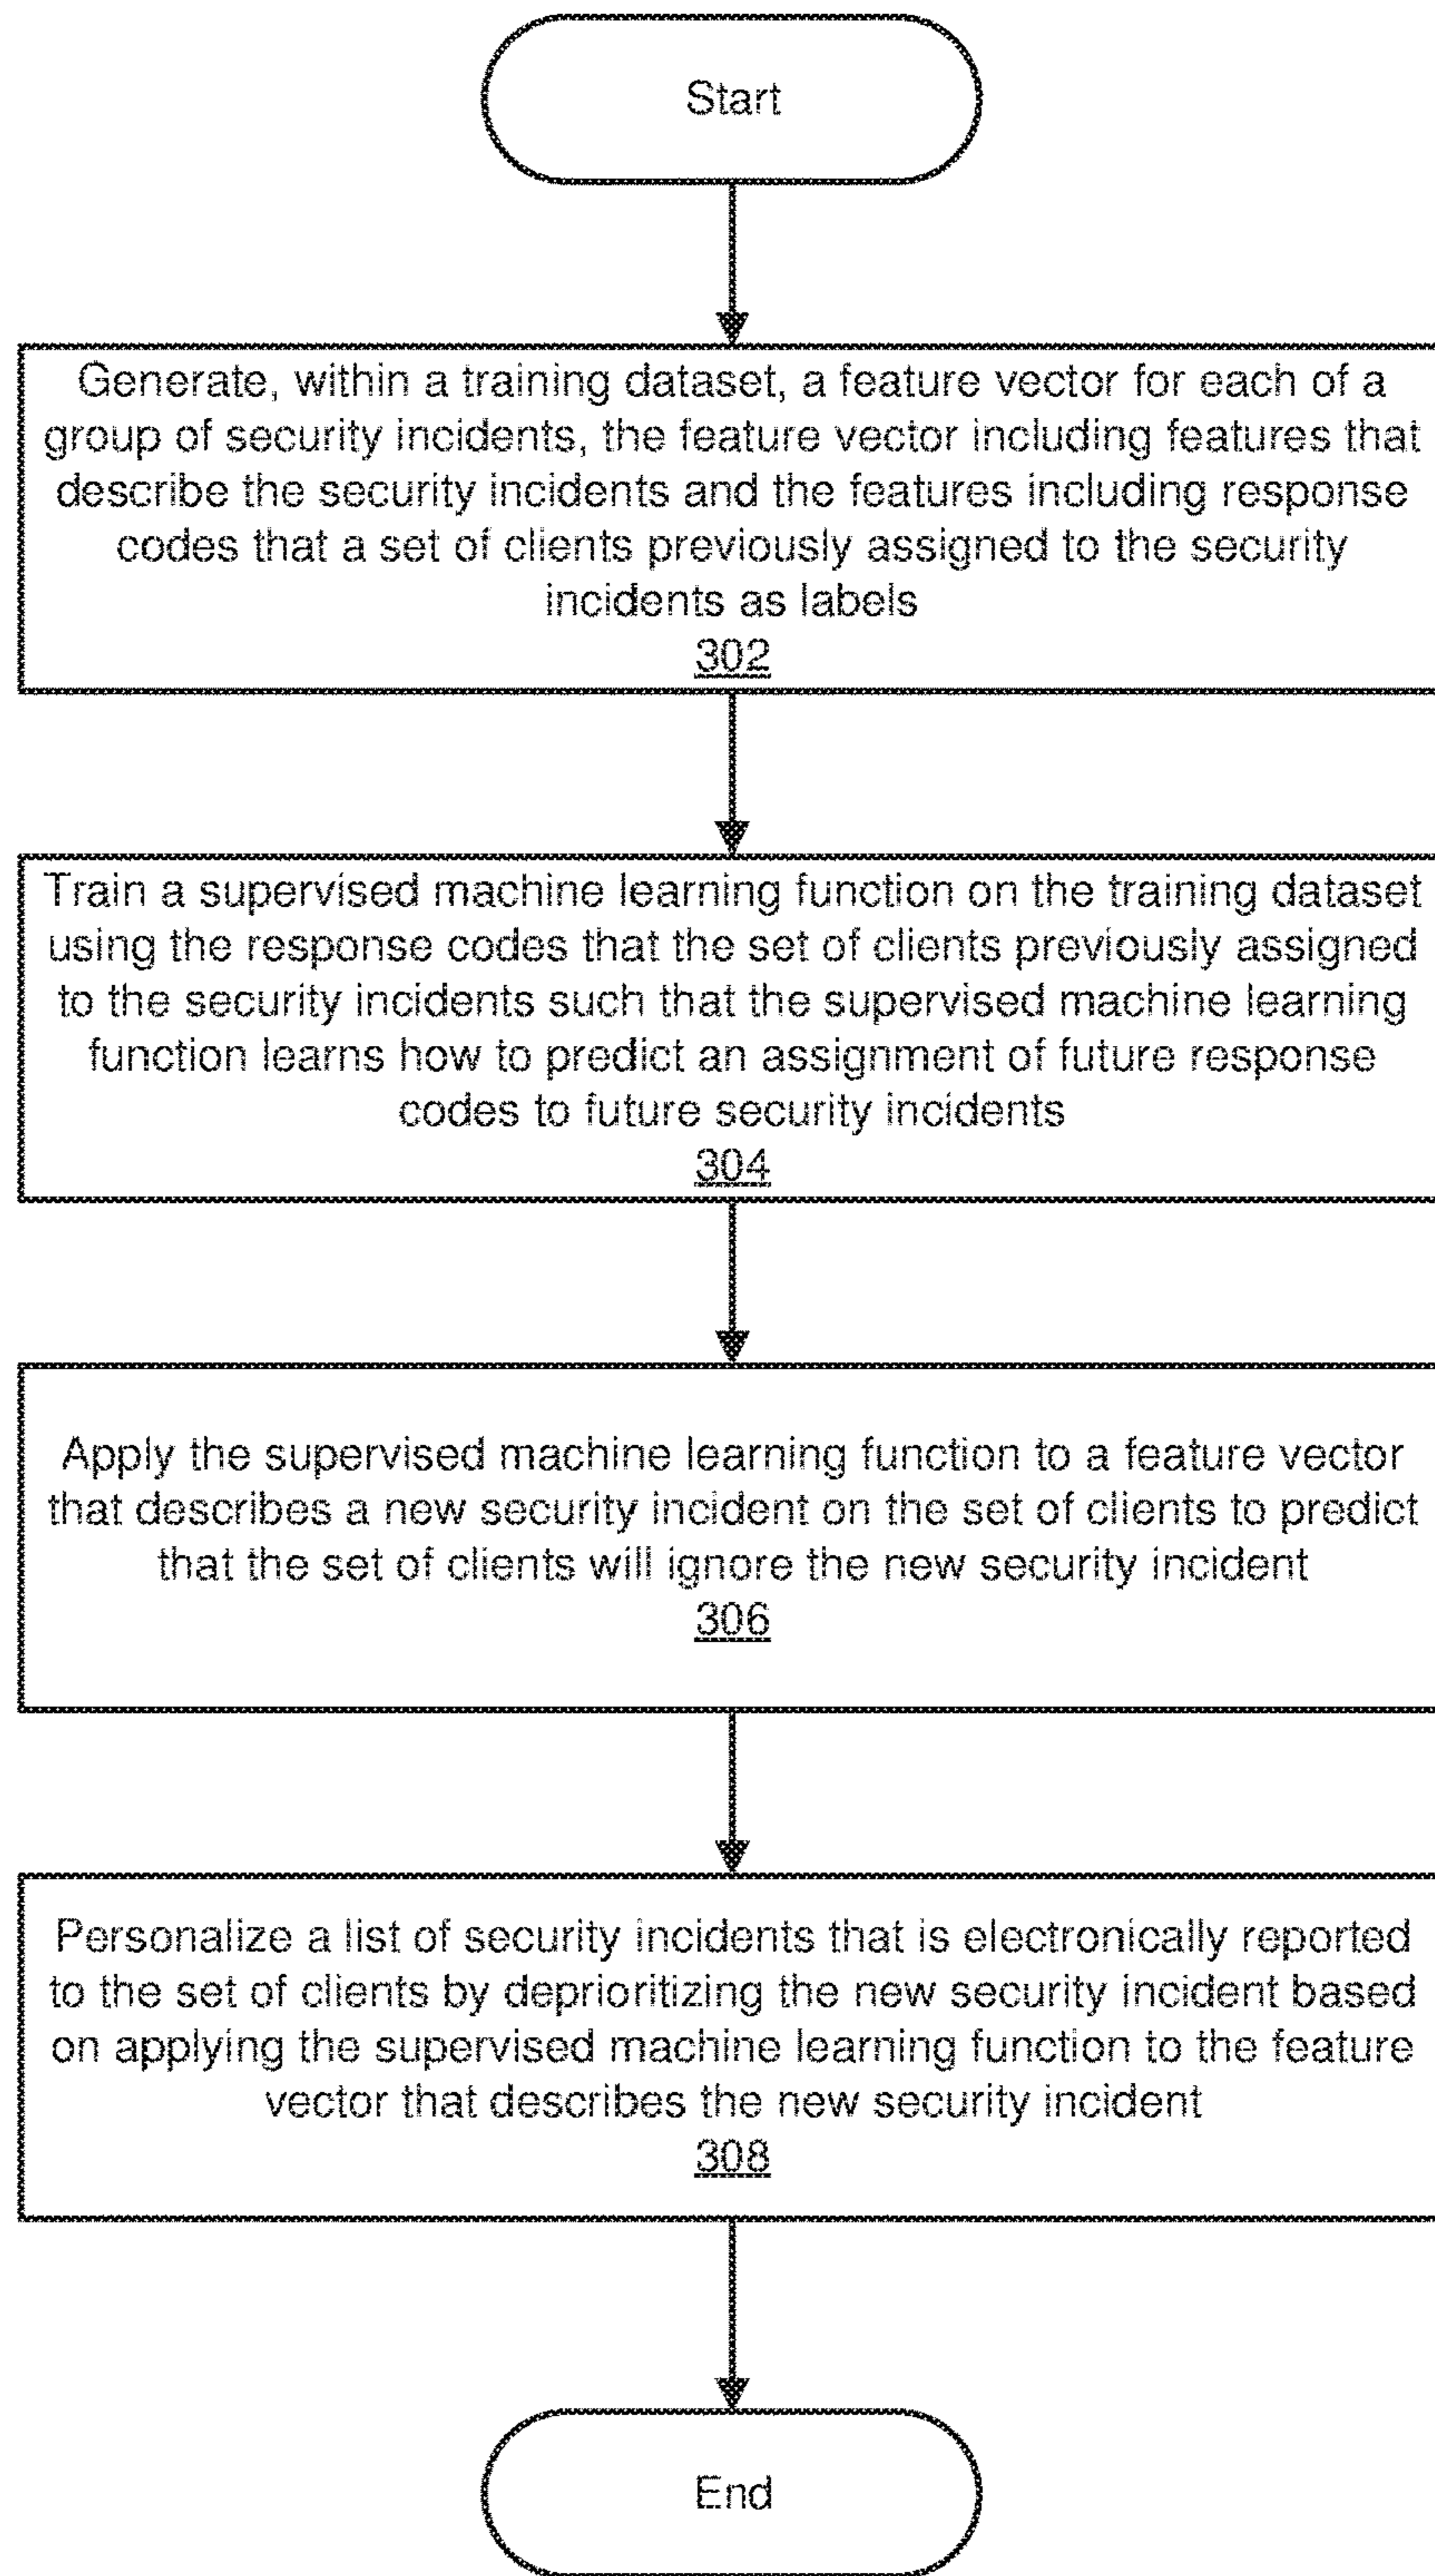 Start
Generate, within a training dataset, a feature vector for each of a
group of security incidents, the feature vector including features that
describe the security incidents and the features including response
codes that a set of clients previously assigned to the security
incidents as labels
302
Train a supervised machine learning function on the training dataset
using the response codes that the set of clients previously assigned
to the security incidents such that the supervised machine learning
function learns how to predict an assignment of future response
codes to future security incidents
304
Apply the supervised machine learning function to a feature vector
that describes a new security incident on the set of clients to predict
that the set of clients will ignore the new security incident
306
Personalize a list of security incidents that is electronically reported
to the set of clients by deprioritizing the new security incident based
on applying the supervised machine learning function to the feature
vector that describes the new security incident
308
End